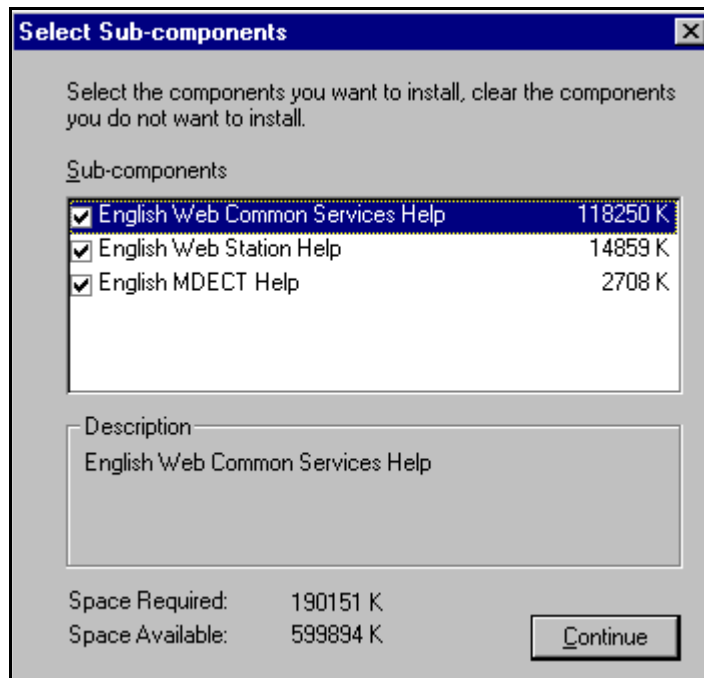 Select Sub-components
Select the components you want to install, clear the components
you do not want to install.
Sub-components
English Web Common Services Help 118250 K
English Web Station Help 14859 K
English MDECT Help 2708 K
Description
English Web Common Services Help
Space Required: 190151 K
Space Available: 599894 K
Continue